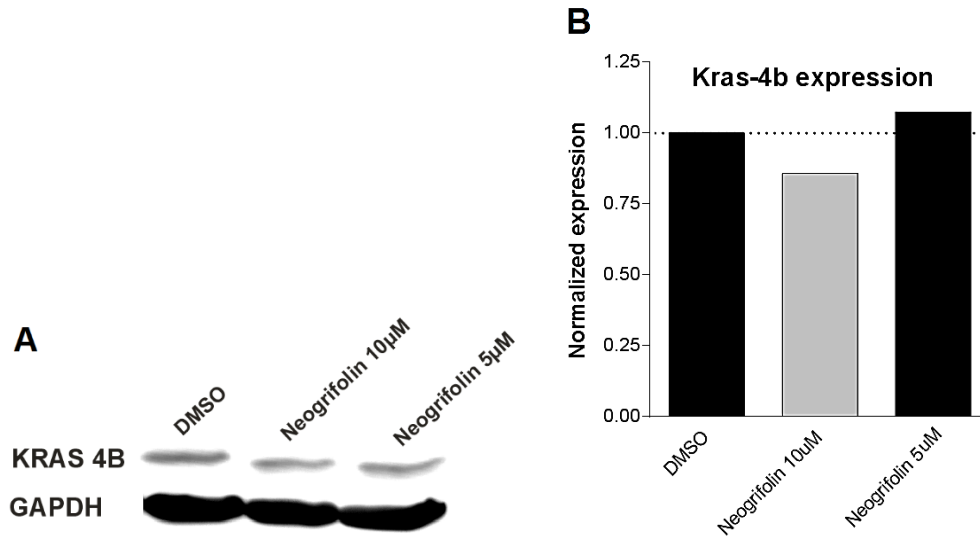 A
DMSO
Neogrifolin 10µM
Neogrifolin 5µM
KRAS 4B
GAPDH
B
Kras-4b expression
Normalized expression
1.25
1.00
0.75
0.50
0.25
0.00
DMSO
Neogrifolin 10uM
Neogrifolin 5uM